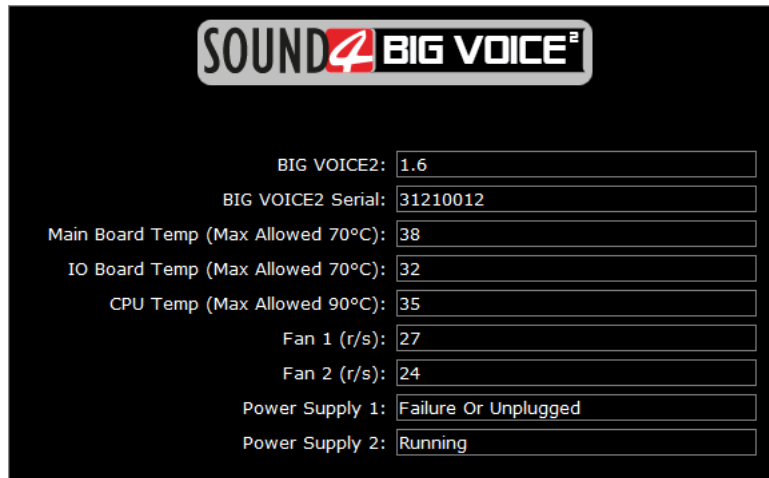 SOUND4 BIG VOICE²
BIG VOICE2: 1.6
BIG VOICE2 Serial: 31210012
Main Board Temp (Max Allowed 70°C): 38
IO Board Temp (Max Allowed 70°C): 32
CPU Temp (Max Allowed 90°C): 35
Fan 1 (r/s): 27
Fan 2 (r/s): 24
Power Supply 1: Failure Or Unplugged
Power Supply 2: Running